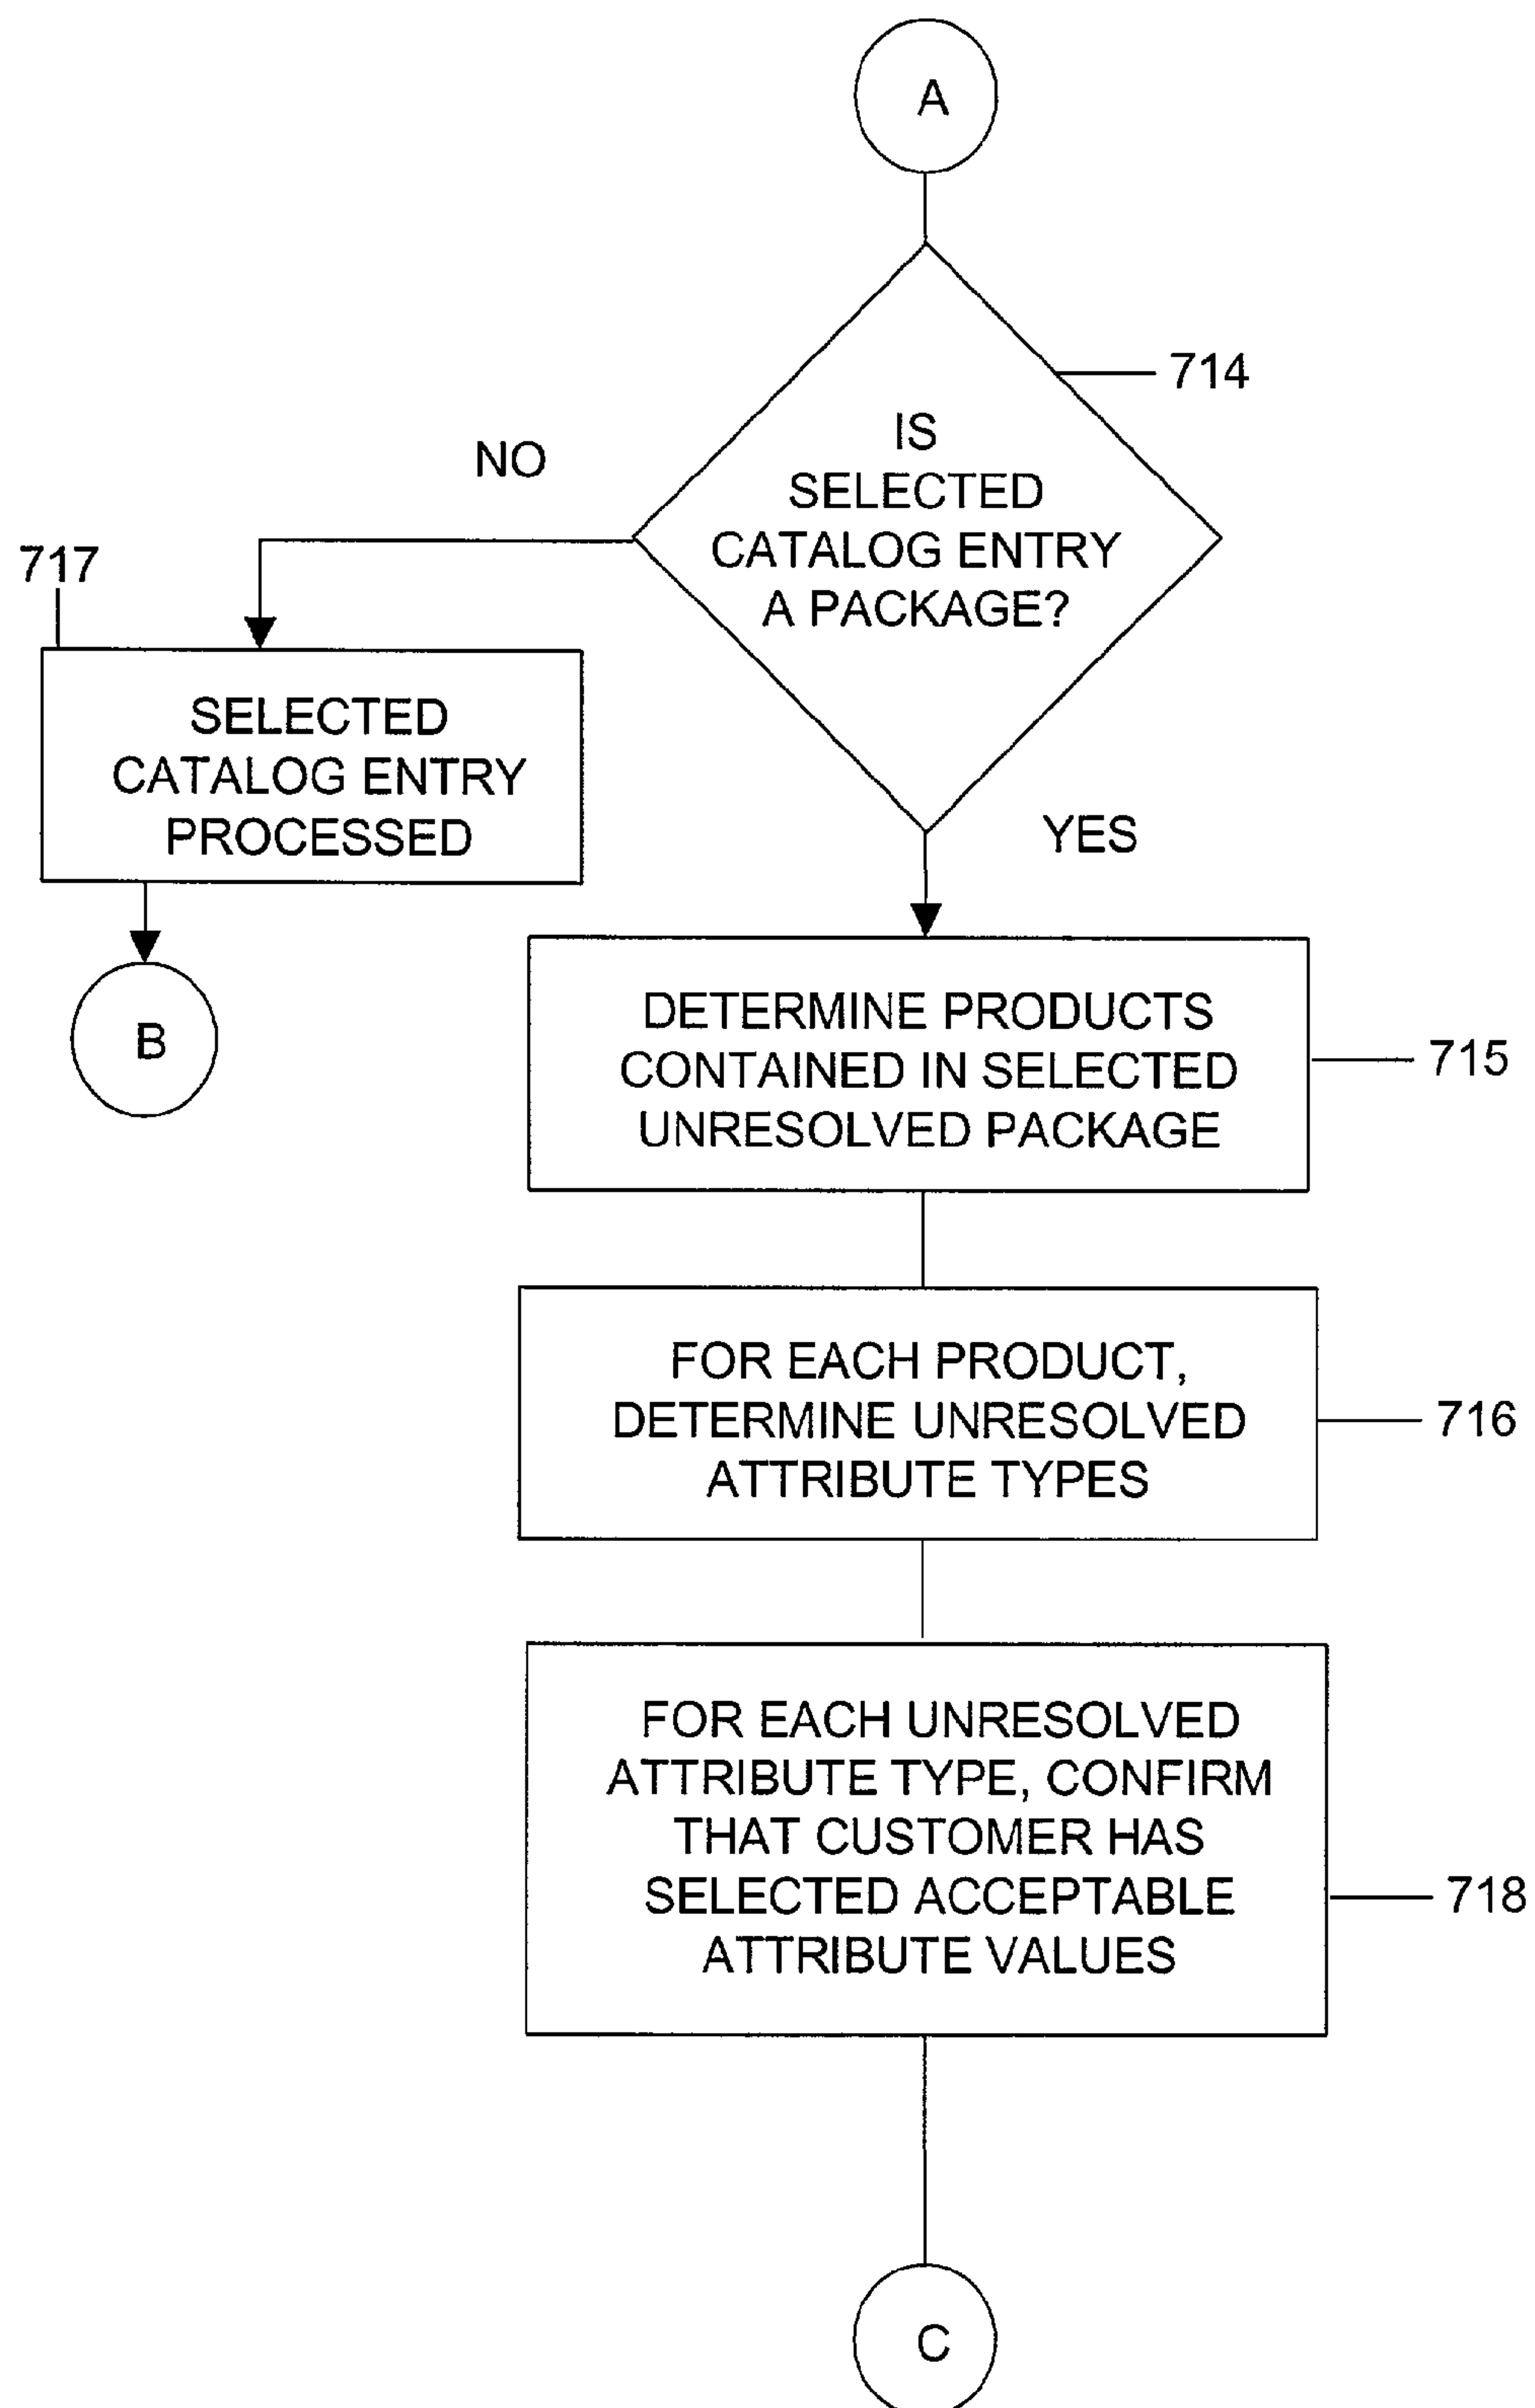 A
714
IS
SELECTED
CATALOG ENTRY
A PACKAGE?
NO
717
SELECTED
CATALOG ENTRY
PROCESSED
B
YES
DETERMINE PRODUCTS
CONTAINED IN SELECTED
UNRESOLVED PACKAGE
715
FOR EACH PRODUCT,
DETERMINE UNRESOLVED
ATTRIBUTE TYPES
716
FOR EACH UNRESOLVED
ATTRIBUTE TYPE, CONFIRM
THAT CUSTOMER HAS
SELECTED ACCEPTABLE
ATTRIBUTE VALUES
718
C